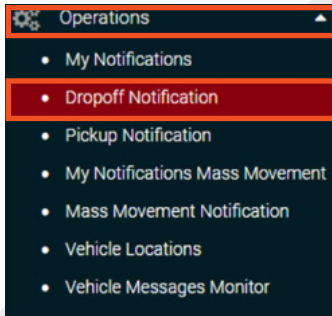 Operations
My Notifications
Dropoff Notification
Pickup Notification
My Notifications Mass Movement
Mass Movement Notification
Vehicle Locations
Vehicle Messages Monitor